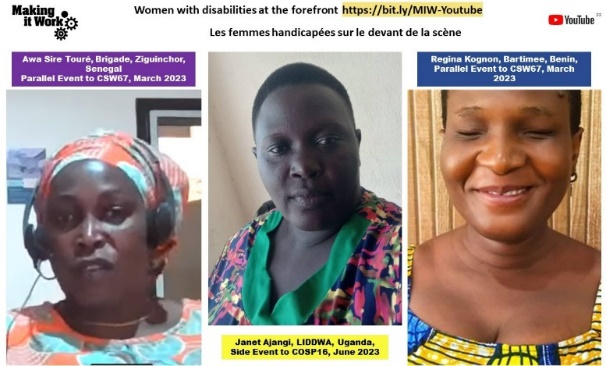 Making
it Work
Women with disabilities at the forefront https://bit.ly/MIW-Youtube
YouTube
Les femmes handicapées sur le devant de la scène
Awa Sire Touré, Brigade, Ziguinchor,
Senegal
Parallel Event to CSW67, March 2023
Regina Kognon, Bartimee, Benin,
Parallel Event to CSW67, March
2023
Janet Ajangi, LIDDWA, Uganda,
Side Event to COSP16, June 2023